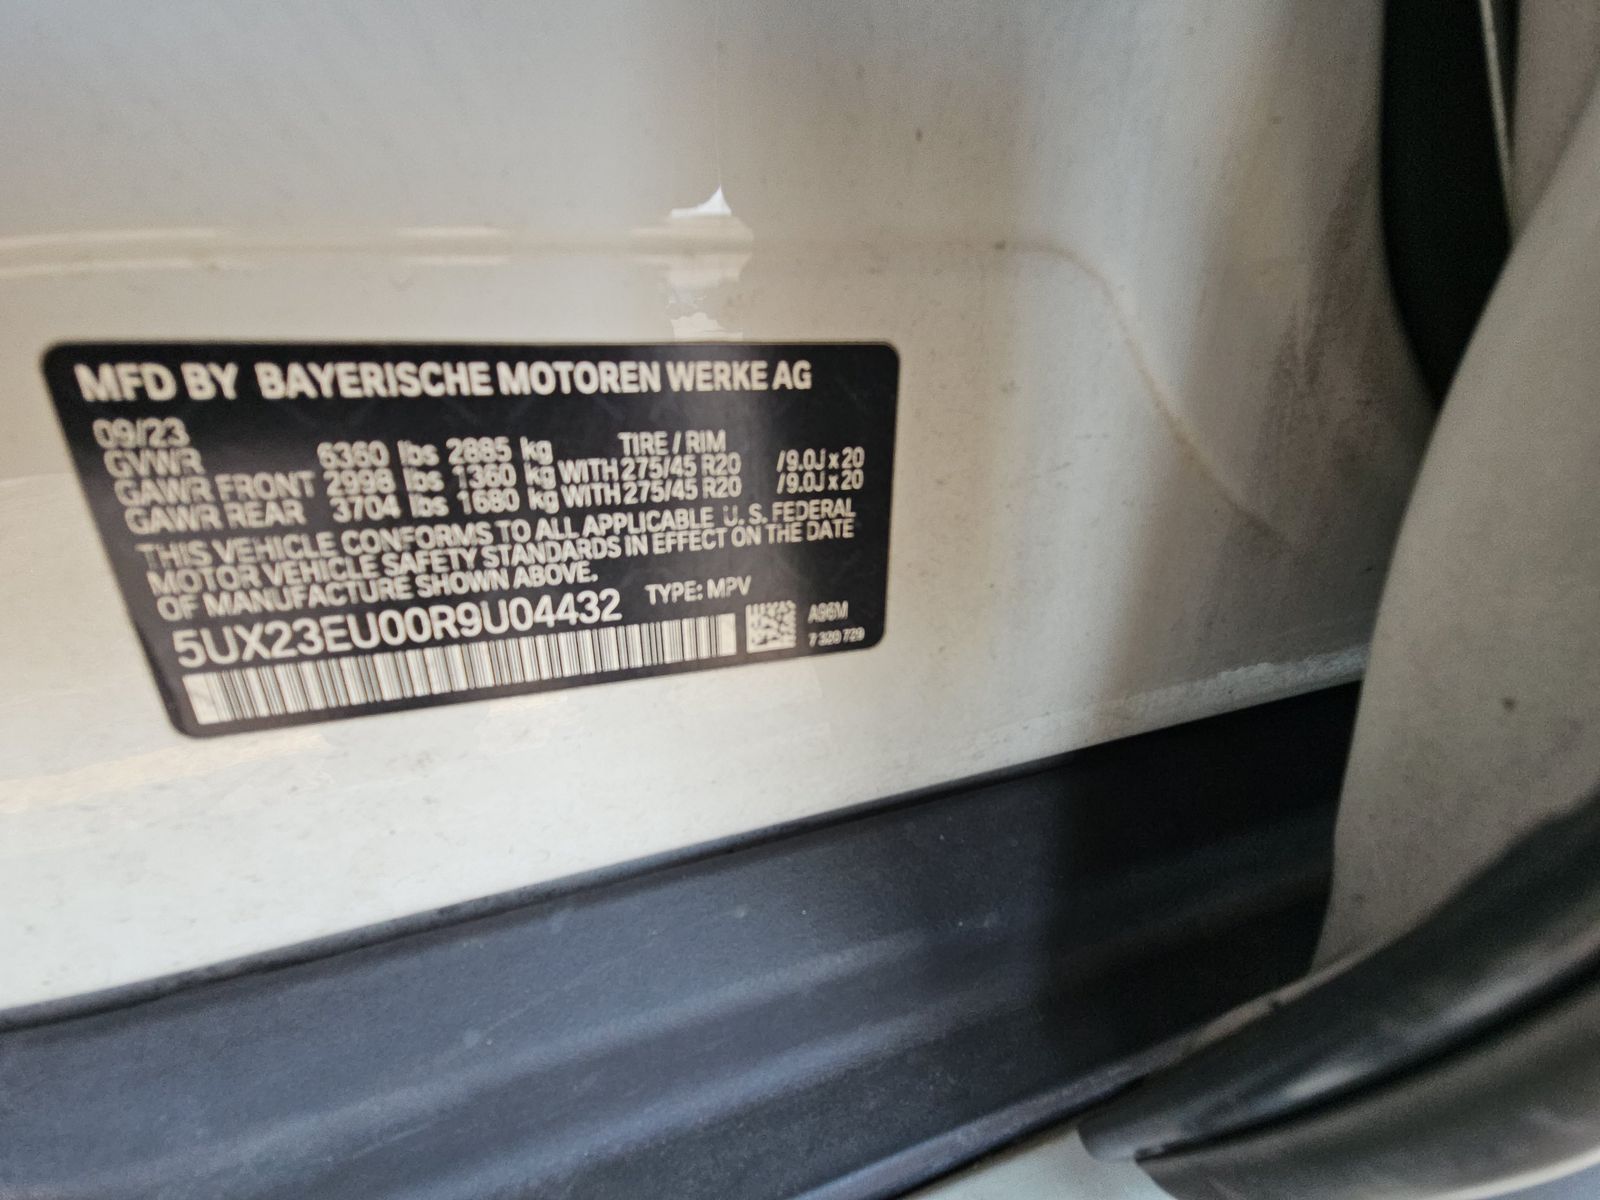 MFD BY BAYERISCHE MOTOREN WERKE AG
09/23
GVWR 6360 lbs 2885 kg TIRE / RIM
GAWR FRONT 2998 lbs 1360 kg WITH 275/45 R20 /9.0J x 20
GAWR REAR 3704 lbs 1680 kg WITH 275/45 R20 /9.0J x 20
THIS VEHICLE CONFORMS TO ALL APPLICABLE U.S. FEDERAL
MOTOR VEHICLE SAFETY STANDARDS IN EFFECT ON THE DATE
OF MANUFACTURE SHOWN ABOVE.
TYPE: MPV
5UX23EU00R9U04432
A96M
7 320 729